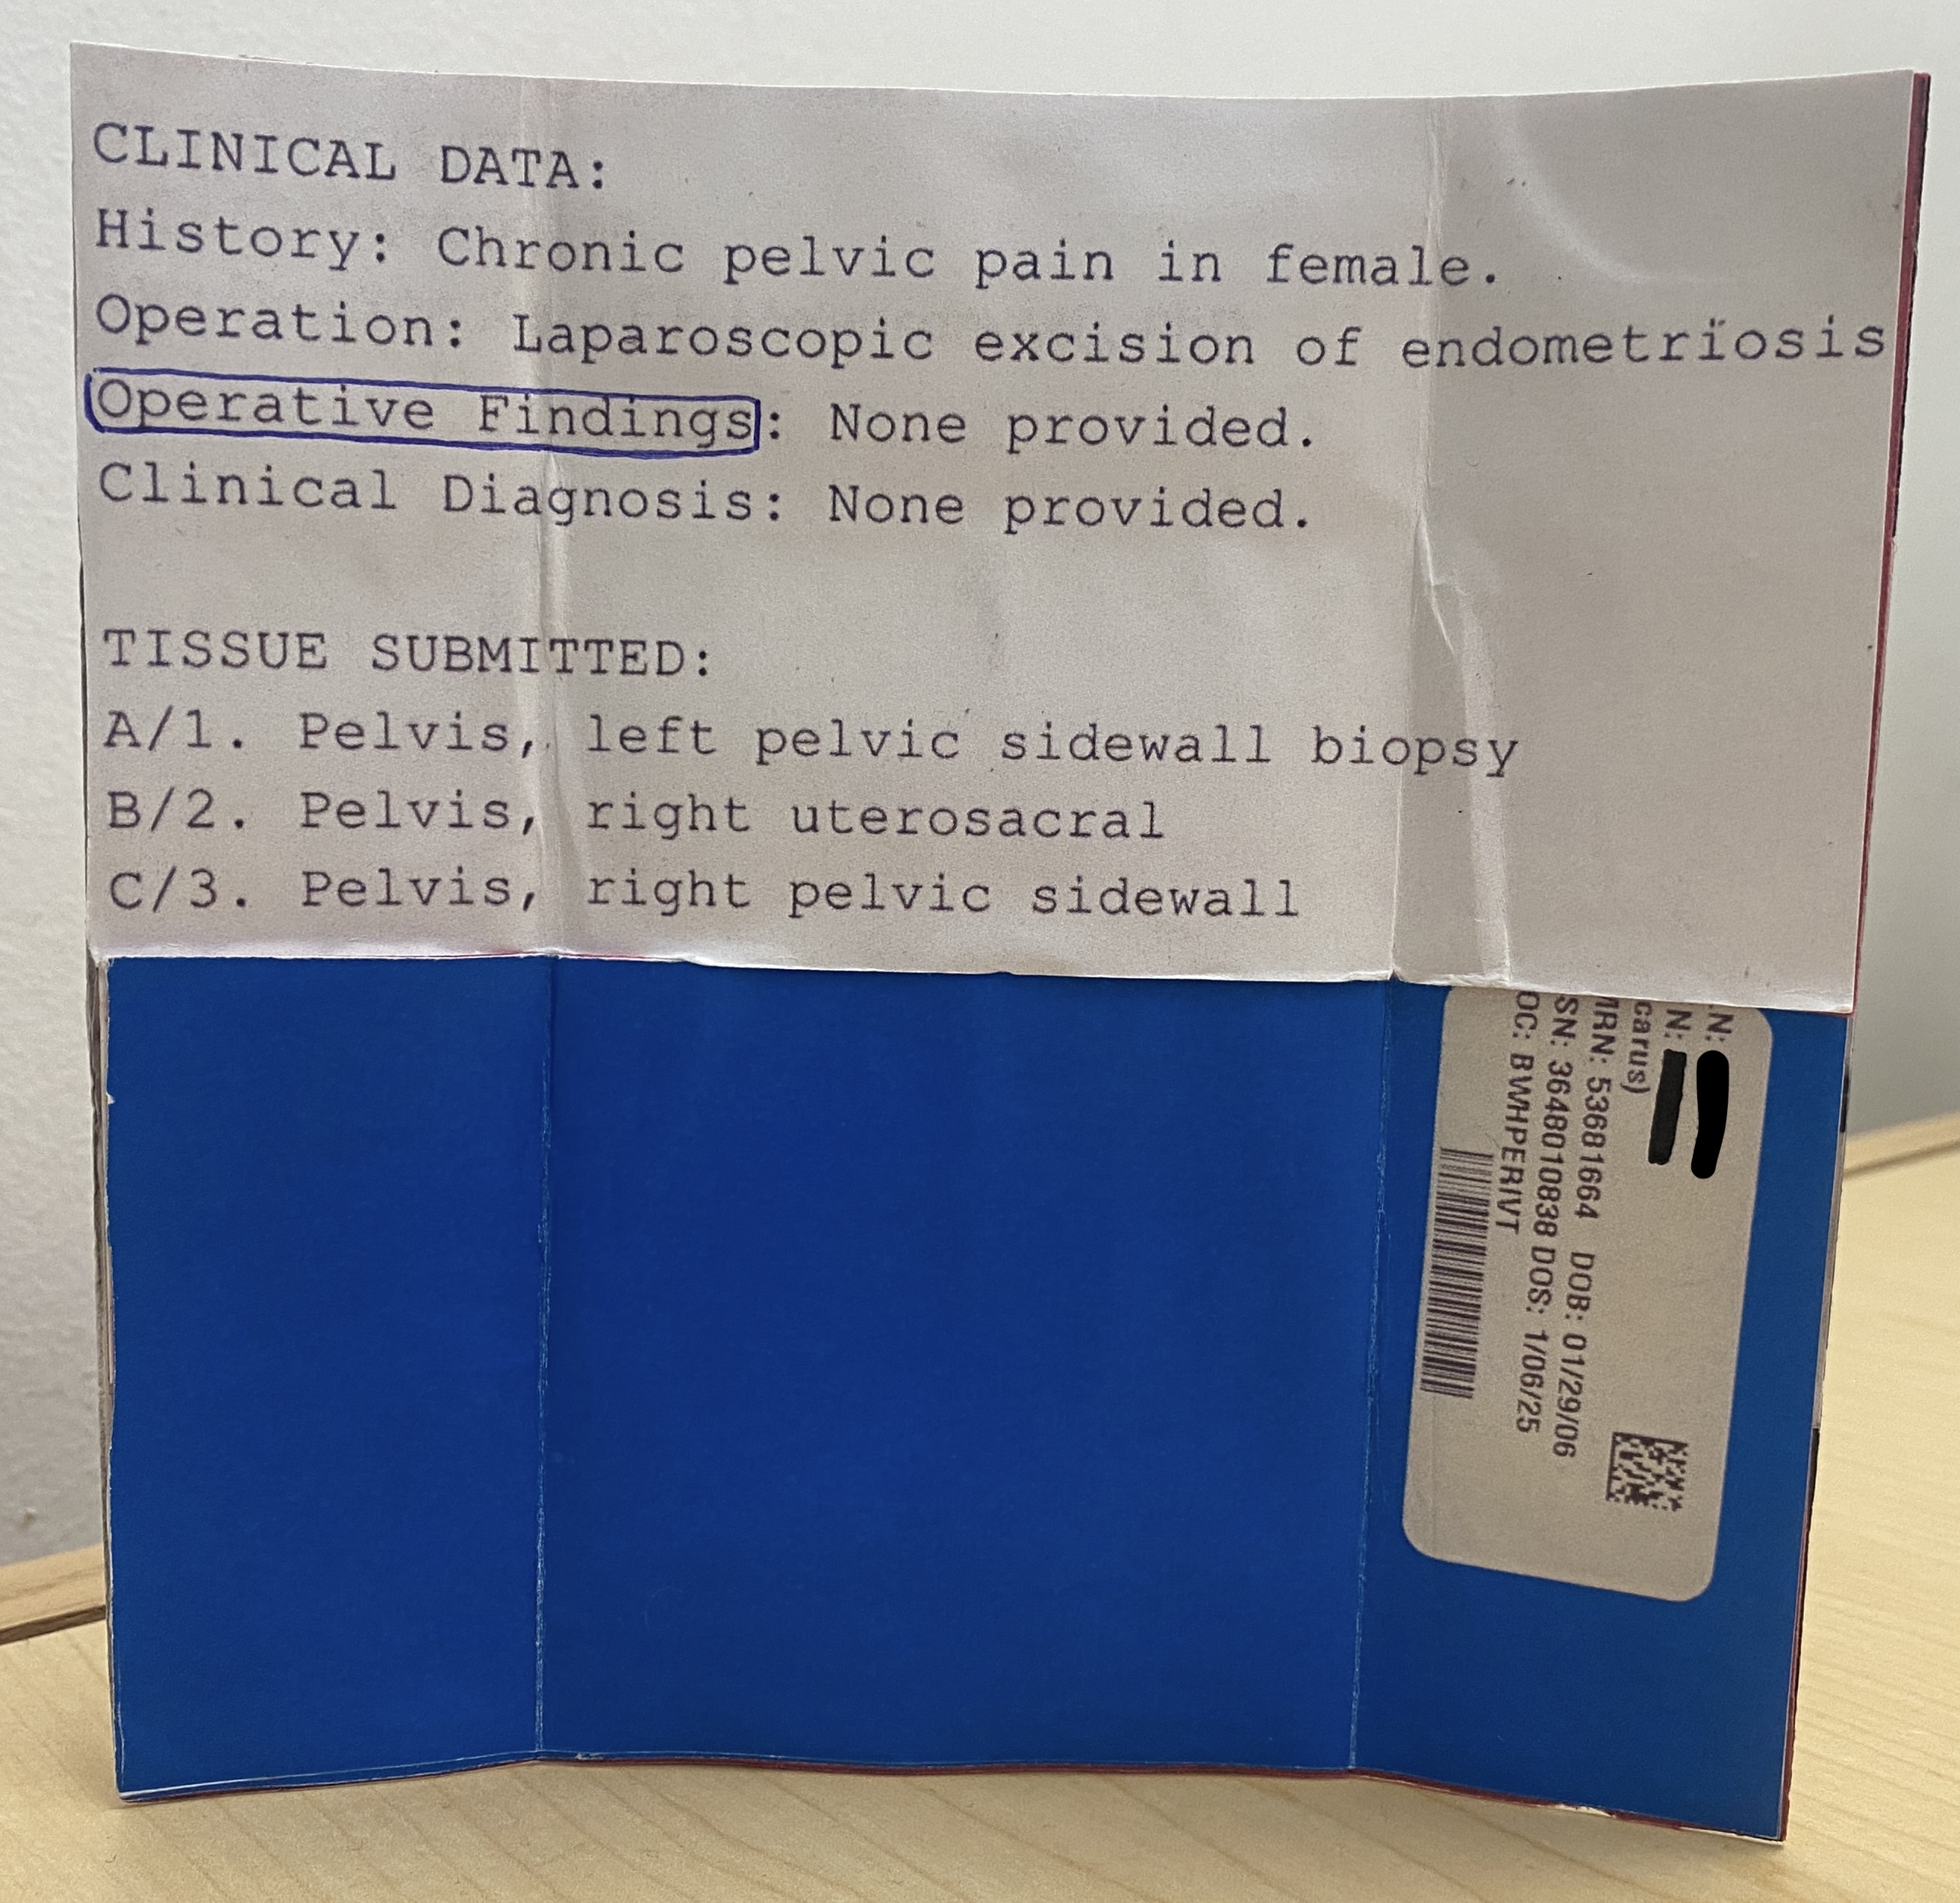 CLINICAL DATA:
History: Chronic pelvic pain in female.
Operation: Laparoscopic excision of endometriosis
Operative Findings: None provided.
Clinical Diagnosis: None provided.
TISSUE SUBMITTED:
A/1. Pelvis, left pelvic sidewall biopsy
B/2. Pelvis, right uterosacral
C/3. Pelvis, right pelvic sidewall
N:
N:
carus)
MRN: 53681664 DOB: 01/29/06
SN: 3648010838 DOS: 1/06/25
OC: BWHPERIVT